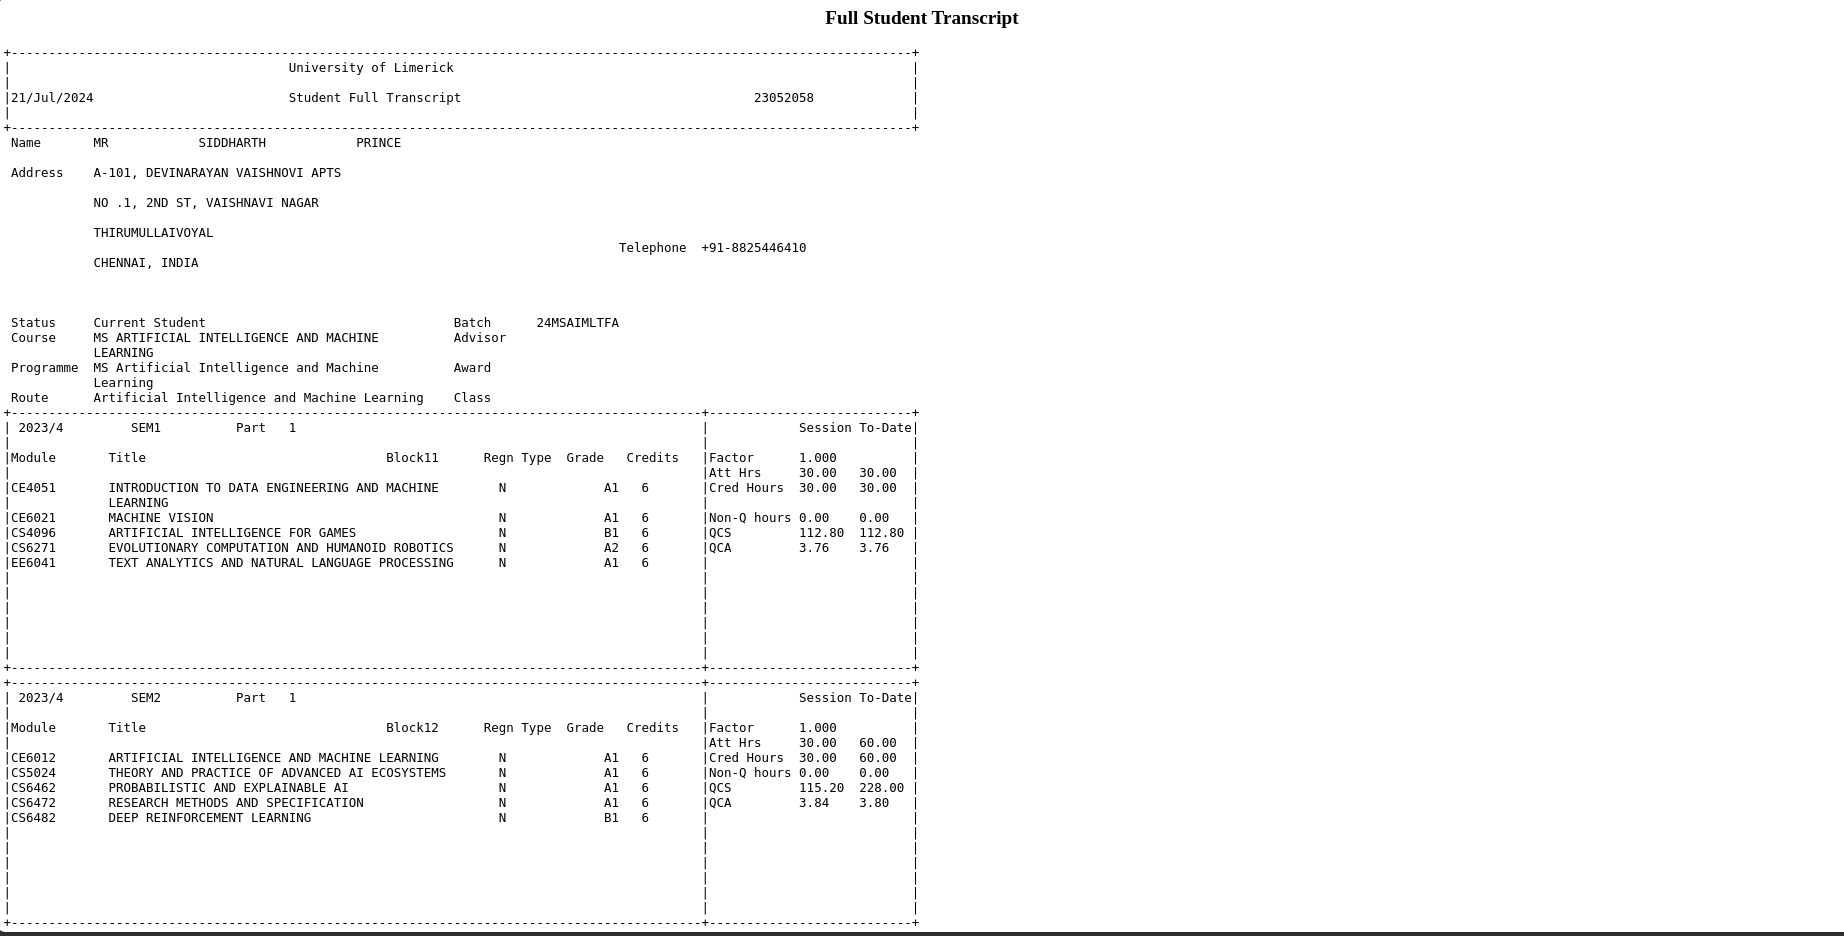 Full Student Transcript
University of Limerick
21/Jul/2024 Student Full Transcript 23052058
Name MR SIDDHARTH PRINCE
Address A-101, DEVINARAYAN VAISHNOVI APTS
NO .1, 2ND ST, VAISHNAVI NAGAR
THIRUMULLAIVOYAL
Telephone +91-8825446410
CHENNAI, INDIA
Status Current Student Batch 24MSAIMLTFA
Course MS ARTIFICIAL INTELLIGENCE AND MACHINE Advisor
LEARNING
Programme MS Artificial Intelligence and Machine Award
Learning
Route Artificial Intelligence and Machine Learning Class
2023/4 SEM1 Part 1 Session To-Date
Module Title Block11 Regn Type Grade Credits Factor 1.000
Att Hrs 30.00 30.00
CE4051 INTRODUCTION TO DATA ENGINEERING AND MACHINE N A1 6 Cred Hours 30.00 30.00
LEARNING
CE6021 MACHINE VISION N A1 6 Non-Q hours 0.00 0.00
CS4096 ARTIFICIAL INTELLIGENCE FOR GAMES N B1 6 QCS 112.80 112.80
CS6271 EVOLUTIONARY COMPUTATION AND HUMANOID ROBOTICS N A2 6 QCA 3.76 3.76
EE6041 TEXT ANALYTICS AND NATURAL LANGUAGE PROCESSING N A1 6
2023/4 SEM2 Part 1 Session To-Date
Module Title Block12 Regn Type Grade Credits Factor 1.000
Att Hrs 30.00 60.00
CE6012 ARTIFICIAL INTELLIGENCE AND MACHINE LEARNING N A1 6 Cred Hours 30.00 60.00
CS5024 THEORY AND PRACTICE OF ADVANCED AI ECOSYSTEMS N A1 6 Non-Q hours 0.00 0.00
CS6462 PROBABILISTIC AND EXPLAINABLE AI N A1 6 QCS 115.20 228.00
CS6472 RESEARCH METHODS AND SPECIFICATION N A1 6 QCA 3.84 3.80
CS6482 DEEP REINFORCEMENT LEARNING N B1 6